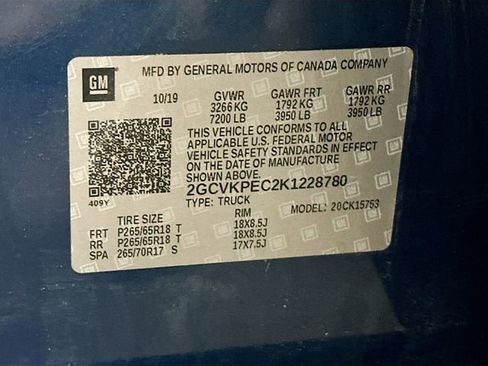 GM
MFD BY GENERAL MOTORS OF CANADA COMPANY
10/19 GVWR GAWR FRT GAWR RR
3266 KG 1792 KG 1792 KG
7200 LB 3950 LB 3950 LB
THIS VEHICLE CONFORMS TO ALL
APPLICABLE U.S. FEDERAL MOTOR
VEHICLE SAFETY STANDARDS IN EFFECT
ON THE DATE OF MANUFACTURE
SHOWN ABOVE.
2GCVKPEC2K1228780
409Y TYPE: TRUCK MODEL: 20CK15753
TIRE SIZE RIM
FRT P265/65R18 T 18X8.5J
RR P265/65R18 T 18X8.5J
SPA 265/70R17 S 17X7.5J